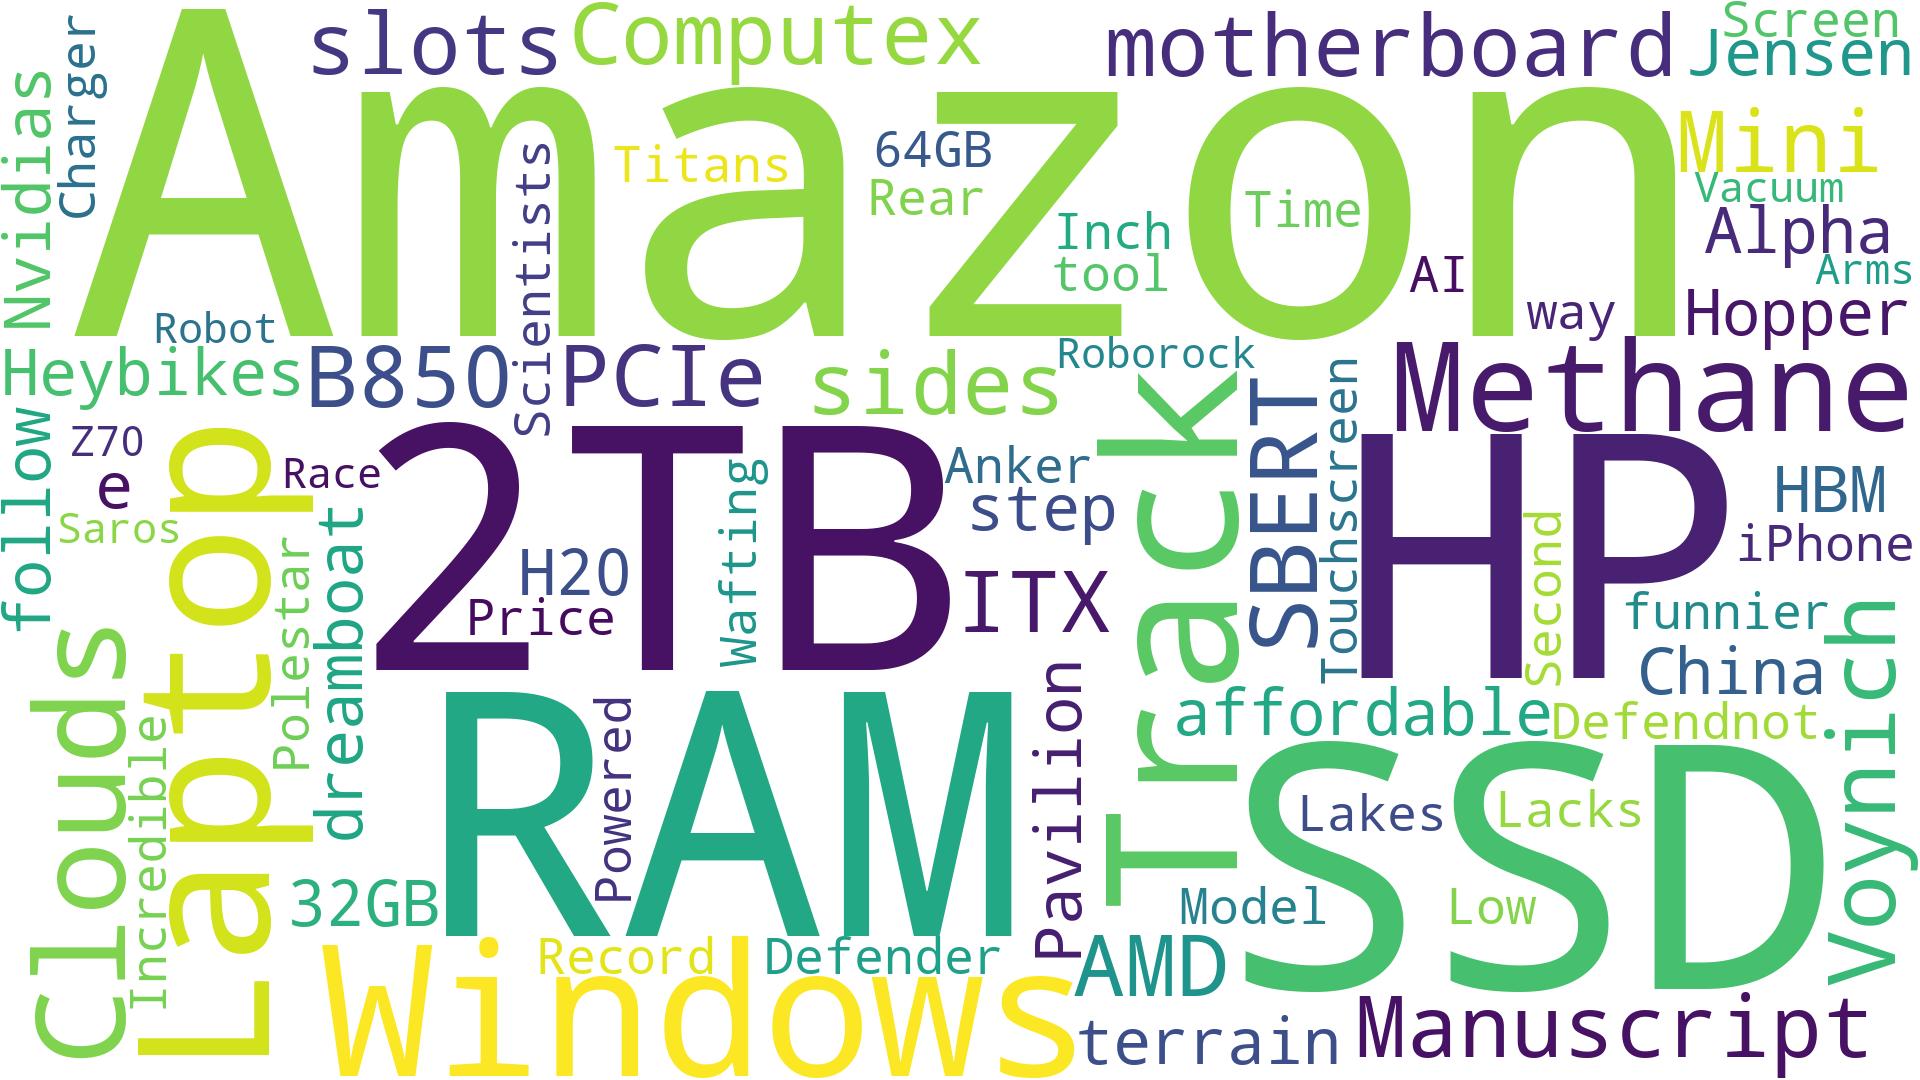 Amazon
slots
Computex
motherboard
Screen
Jensen
Charger
Nvidias
Scientists
Titans
64GB
Rear
Time
Inch
tool
AI
way
Mini
Vacuum
Alpha
Arms
Hopper
Robot
Heybikes
B850
PCIe
sides
Roborock
Methane
follow
Z70
e
Race
Saros
Laptop
2TB
Wafting
Anker
step
Track
SBERT
Touchscreen
HP
Second
HBM
iPhone
Polestar
dreamboat
H20
Price
ITX
funnier
China
Voynich
Clouds
Incredible
RAM
Powered
Pavilion
affordable
Defendnot
SSD
Lakes
Lacks
Model
Low
32GB
Windows
Record
Defender
AMD
terrain
Manuscript